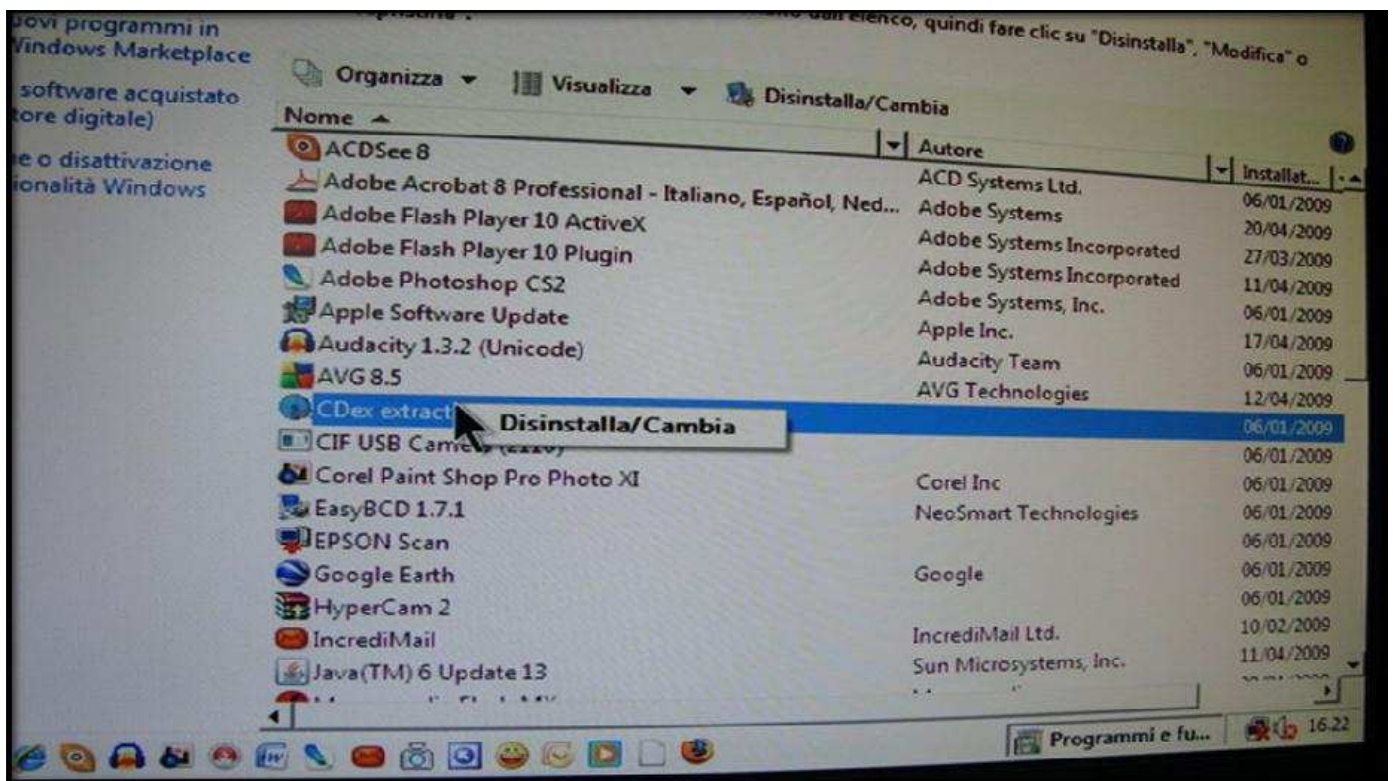 programmi in
Windows Marketplace
software acquistato
digitale)
e o disattivazione
Windows
elenco, quindi fare clic su "Disinstalla", "Modifica" o
Organizza Visualizza Disinstalla/Cambia
Nome Autore Installat...
ACDSee 8 ACD Systems Ltd. 06/01/2009
Adobe Acrobat 8 Professional - Italiano, Español, Ned... Adobe Systems 20/04/2009
Adobe Flash Player 10 ActiveX Adobe Systems Incorporated 27/03/2009
Adobe Flash Player 10 Plugin Adobe Systems Incorporated 11/04/2009
Adobe Photoshop CS2 Adobe Systems, Inc. 06/01/2009
Apple Software Update Apple Inc. 17/04/2009
Audacity 1.3.2 (Unicode) Audacity Team 06/01/2009
AVG 8.5 AVG Technologies 12/04/2009
CDex extract 06/01/2009
Disinstalla/Cambia
CIF USB 06/01/2009
Corel Paint Shop Pro Photo XI Corel Inc 06/01/2009
EasyBCD 1.7.1 NeoSmart Technologies 06/01/2009
EPSON Scan 06/01/2009
Google Earth Google 06/01/2009
HyperCam 2 06/01/2009
IncrediMail IncrediMail Ltd. 10/02/2009
Java(TM) 6 Update 13 Sun Microsystems, Inc. 11/04/2009
Programmi e fu... 16.22